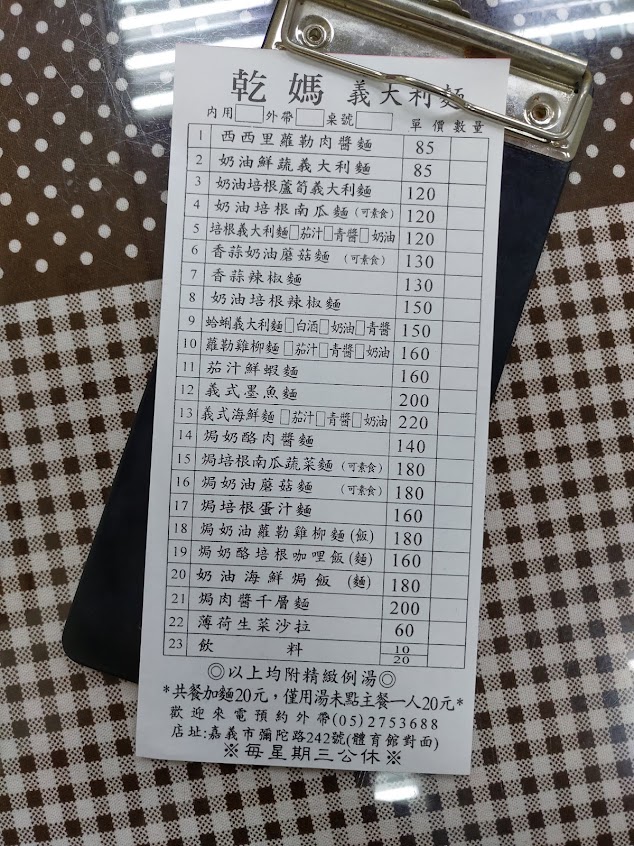 乾媽 義大利麵
內用□外帶□桌號□ 單價 數量
1 西西里蘿勒肉醬麵 85
2 奶油鮮蔬義大利麵 85
3 奶油培根蘆筍義大利麵 120
4 奶油培根南瓜麵(可素食) 120
5 培根義大利麵□茄汁□青醬□奶油 120
6 香蒜奶油蘑菇麵 (可素食) 130
7 香蒜辣椒麵 130
8 奶油培根辣椒麵 150
9 蛤蜊義大利麵□白酒□奶油□青醬 150
10 蘿勒雞柳麵 □茄汁□青醬□奶油 160
11 茄汁鮮蝦麵 160
12 義式墨魚麵 200
13 義式海鮮麵 □茄汁□青醬□奶油 220
14 焗奶酪肉醬麵 140
15 焗培根南瓜蔬菜麵(可素食) 180
16 焗奶油蘑菇麵 (可素食) 180
17 焗培根蛋汁麵 160
18 焗奶油蘿勒雞柳麵(飯) 180
19 焗奶酪培根咖哩飯(麵) 160
20 奶油海鮮焗飯 (麵) 180
21 焗肉醬千層麵 200
22 薄荷生菜沙拉 60
23 飲料 10
20
◎以上均附精緻例湯◎
*共餐加麵20元，僅用湯未點主餐一人20元*
歡迎來電預約外帶(05)2753688
店址:嘉義市彌陀路242號(體育館對面)
※每星期三公休※